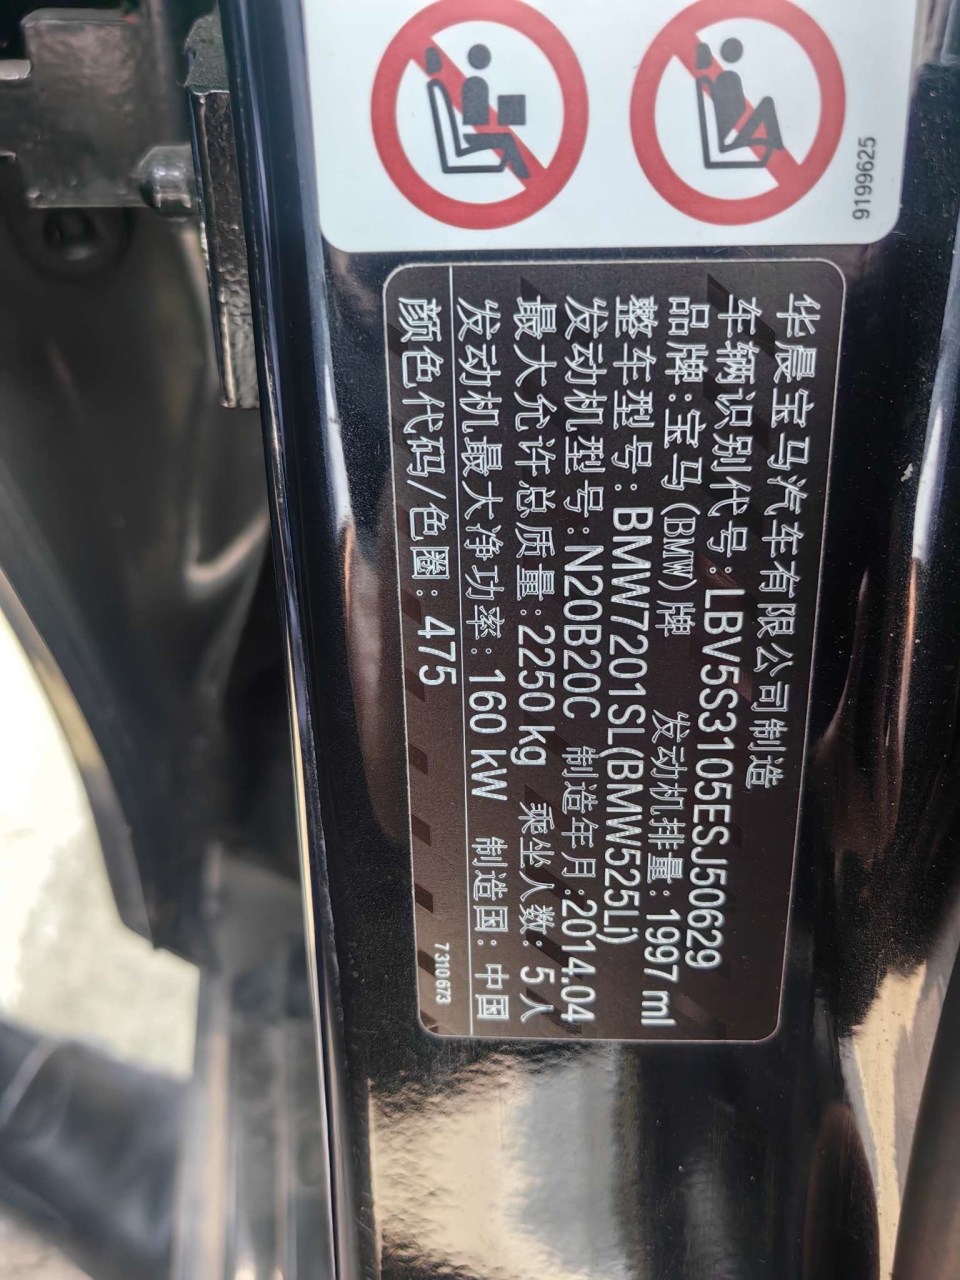 9199625
华晨宝马汽车有限公司制造
车辆识别代号:LBV5S3105ESJ50629
品牌:宝马(BMW)牌 发动机排量:1997 ml
整车型号:BMW7201SL(BMW525Li)
发动机型号:N20B20C 制造年月:2014.04
最大允许总质量:2250 kg 乘坐人数:5人
发动机最大净功率:160 kW 制造国:中国
颜色代码/色圈:475
7310673